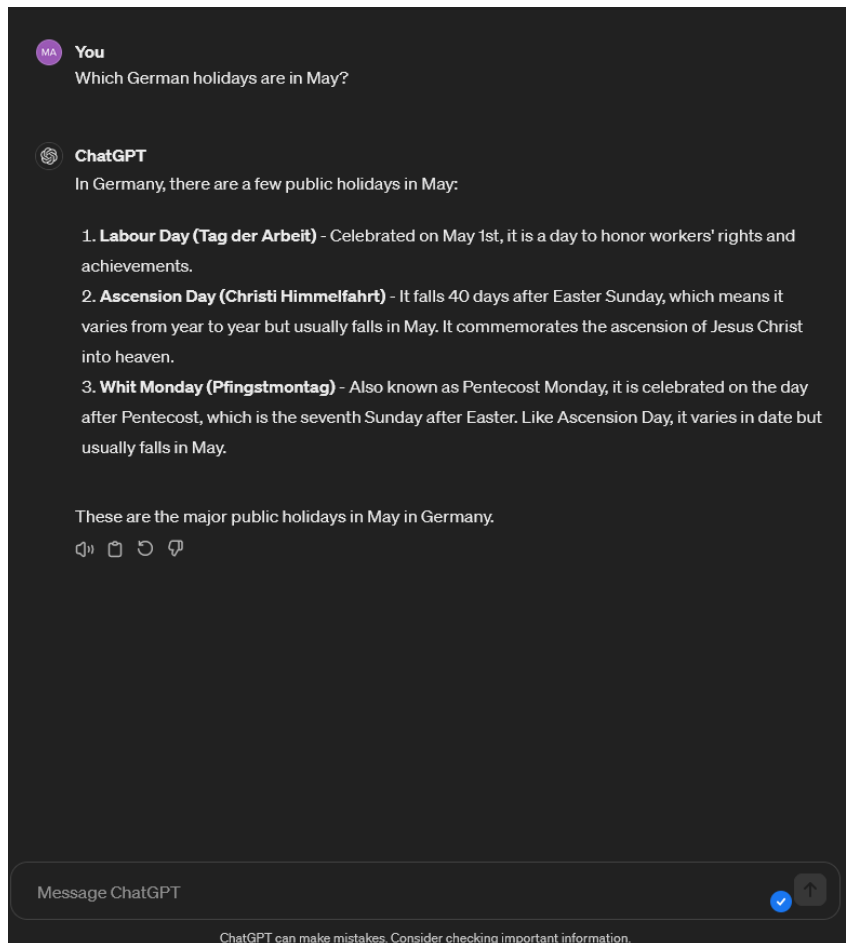 MA You
Which German holidays are in May?
ChatGPT
In Germany, there are a few public holidays in May:
1. Labour Day (Tag der Arbeit) - Celebrated on May 1st, it is a day to honor workers' rights and
achievements.
2. Ascension Day (Christi Himmelfahrt) - It falls 40 days after Easter Sunday, which means it
varies from year to year but usually falls in May. It commemorates the ascension of Jesus Christ
into heaven.
3. Whit Monday (Pfingstmontag) - Also known as Pentecost Monday, it is celebrated on the day
after Pentecost, which is the seventh Sunday after Easter. Like Ascension Day, it varies in date but
usually falls in May.
These are the major public holidays in May in Germany.
Message ChatGPT
ChatGPT can make mistakes. Consider checking important information.